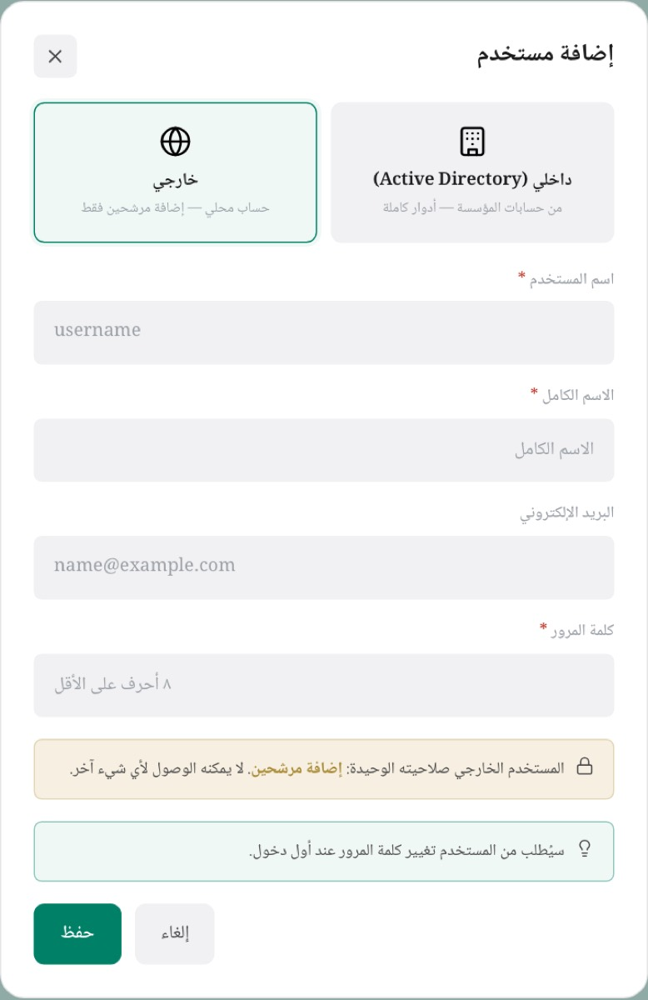 إضافة مستخدم
داخلي (Active Directory)
من حسابات المؤسسة — أدوار كاملة
خارجي
حساب محلي — إضافة مرشحين فقط
اسم المستخدم *
username
الاسم الكامل *
الاسم الكامل
البريد الإلكتروني
name@example.com
كلمة المرور *
٨ أحرف على الأقل
المستخدم الخارجي صلاحيته الوحيدة: إضافة مرشحين. لا يمكنه الوصول لأي شيء آخر.
سيُطلب من المستخدم تغيير كلمة المرور عند أول دخول.
إلغاء
حفظ